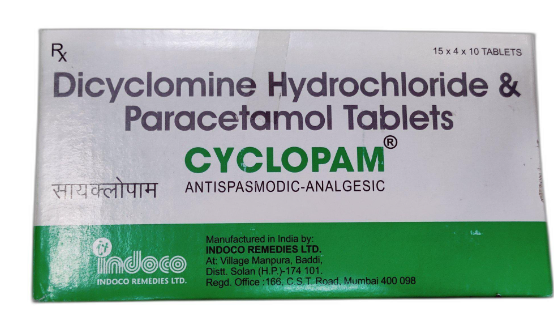 Rx
15 x 4 x 10 TABLETS
Dicyclomine Hydrochloride &
Paracetamol Tablets
CYCLOPAM®
सायक्लोपाम
ANTISPASMODIC-ANALGESIC
indoco
INDOCO REMEDIES LTD.
Manufactured in India by:
INDOCO REMEDIES LTD.
At: Village Manpura, Baddi,
Distt. Solan (H.P.)-174 101.
Regd. Office :166, C.S.T. Road, Mumbai 400 098